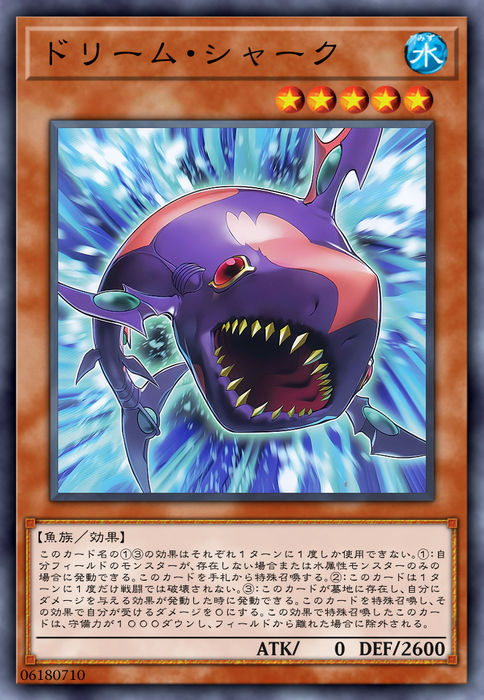 ドリーム・シャーク
水
【魚族／効果】
このカード名の①③の効果はそれぞれ１ターンに１度しか使用できない。①：自
分フィールドのモンスターが、存在しない場合または水属性モンスターのみの
場合に発動できる。このカードを手札から特殊召喚する。②：このカードは１タ
ーンに１度だけ戦闘では破壊されない。③：このカードが墓地に存在し、自分に
ダメージを与える効果が発動した時に発動できる。このカードを特殊召喚し、そ
の効果で自分が受けるダメージを０にする。この効果で特殊召喚したこのカー
ドは、守備力が１０００ダウンし、フィールドから離れた場合に除外される。
ATK/ 0 DEF/2600
06180710